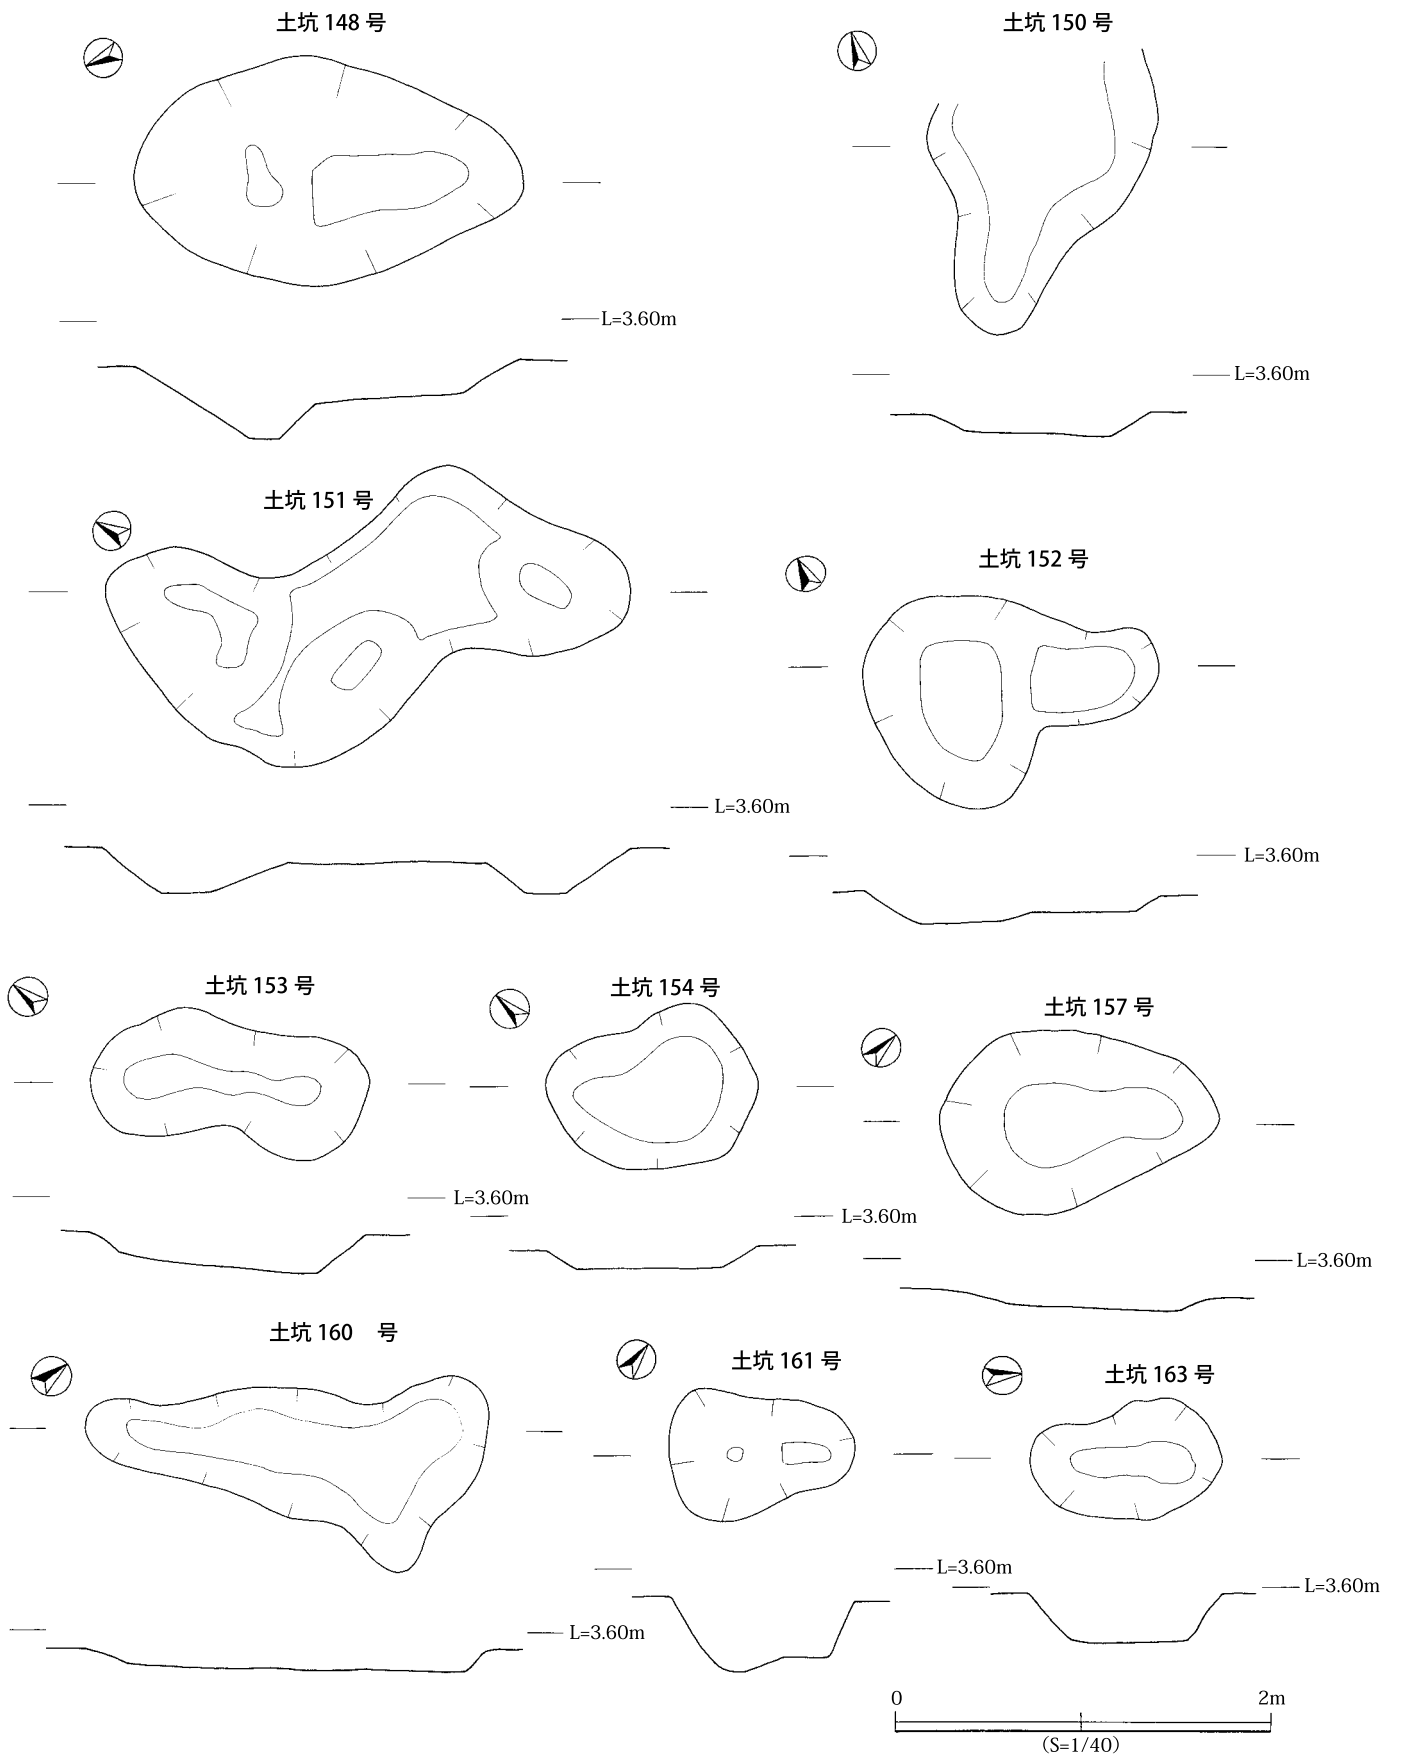 土坑 148 号
土坑 150 号
L=3.60m
L=3.60m
土坑 151 号
土坑 152 号
L=3.60m
L=3.60m
土坑 153 号
土坑 154 号
土坑 157 号
L=3.60m
L=3.60m
L=3.60m
土坑 160　号
土坑 161 号
土坑 163 号
L=3.60m
L=3.60m
L=3.60m
0
2m
(S=1/40)